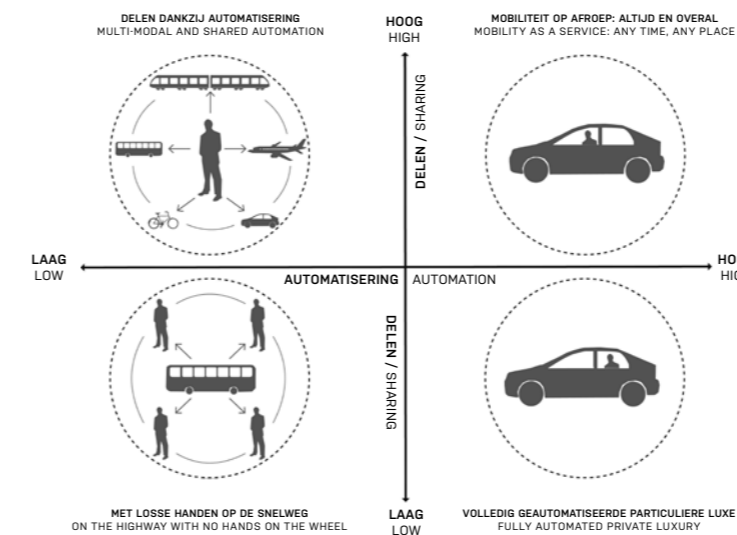 DELEN DANKZIJ AUTOMATISERING
MULTI-MODAL AND SHARED AUTOMATION
HOOG
HIGH
MOBILITEIT OP AFROEP: ALTIJD EN OVERAL
MOBILITY AS A SERVICE: ANY TIME, ANY PLACE
DELEN / SHARING
LAAG
LOW
AUTOMATISERING AUTOMATION
DELEN / SHARING
MET LOSSE HANDEN OP DE SNELWEG
ON THE HIGHWAY WITH NO HANDS ON THE WHEEL
LAAG
LOW
VOLLEDIG GEAUTOMATISEERDE PARTICULIERE LUXE
FULLY AUTOMATED PRIVATE LUXURY